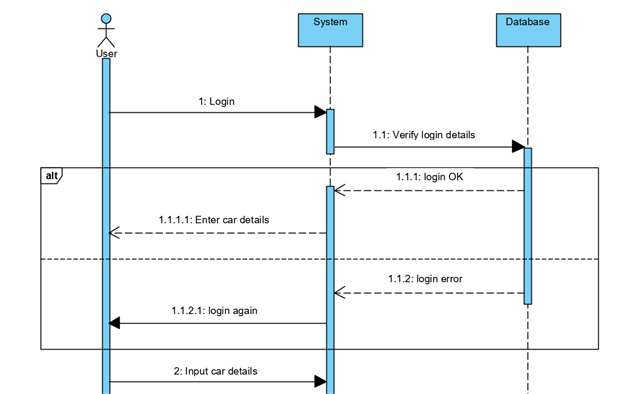 System
Database
User
1: Login
1.1: Verify login details
alt
1.1.1: login OK
1.1.1.1: Enter car details
1.1.2: login error
1.1.2.1: login again
2: Input car details